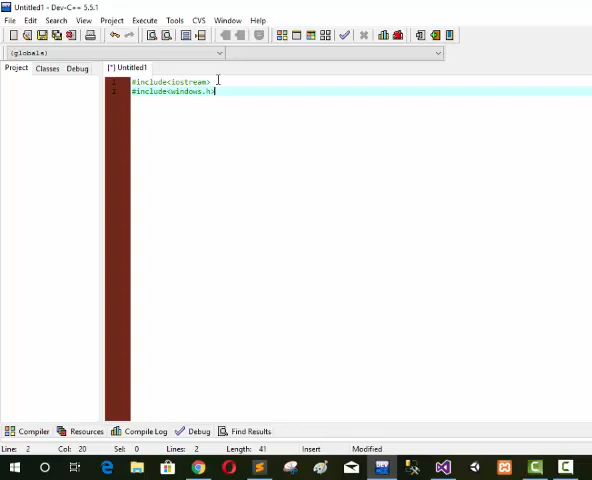 Untitled1 - Dev-C++ 5.5.1
File Edit Search View Project Execute Tools CVS Window Help
(globals)
Project Classes Debug [*] Untitled1
1 #include<iostream>
2 #include<windows.h>
Compiler Resources Compile Log Debug Find Results
Line: 2 Col: 20 Sel: 0 Lines: 2 Length: 41 Insert Modified
DEV